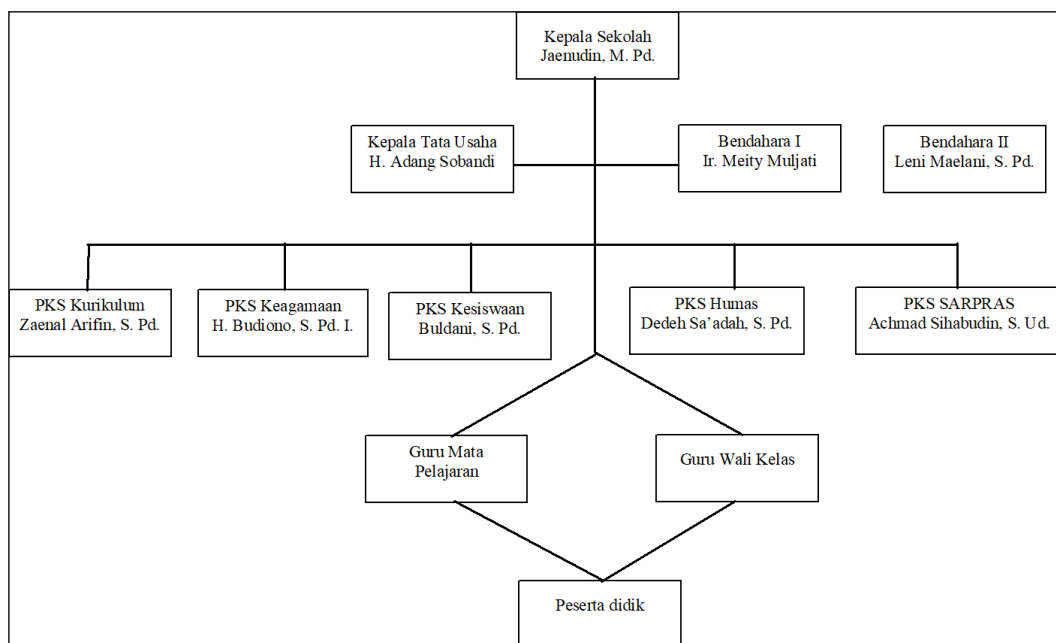 Kepala Sekolah
Jaenudin, M. Pd.
Kepala Tata Usaha
H. Adang Sobandi
Bendahara I
Ir. Meity Muljati
Bendahara II
Leni Maelani, S. Pd.
PKS Kurikulum
Zaenal Arifin, S. Pd.
PKS Keagamaan
H. Budiono, S. Pd. I.
PKS Kesiswaan
Buldani, S. Pd.
PKS Humas
Dedeh Sa’adah, S. Pd.
PKS SARPRAS
Achmad Sihabudin, S. Ud.
Guru Mata
Pelajaran
Guru Wali Kelas
Peserta didik